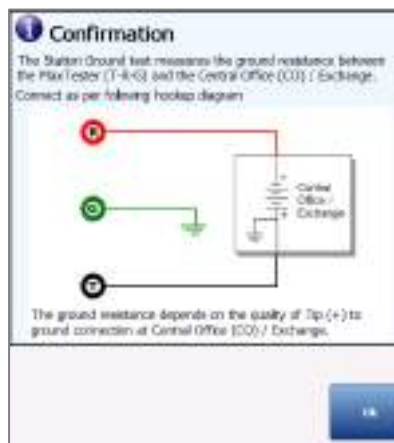 Confirmation
The Station Ground test measures the ground resistance between
the MaxTester (T-R-G) and the Central Office (CO) / Exchange.
Connect as per following hookup diagram
R
-
Central
Office /
Exchange
+
G
T
The ground resistance depends on the quality of Tip (+) to
ground connection at Central Office (CO) / Exchange.
Ok